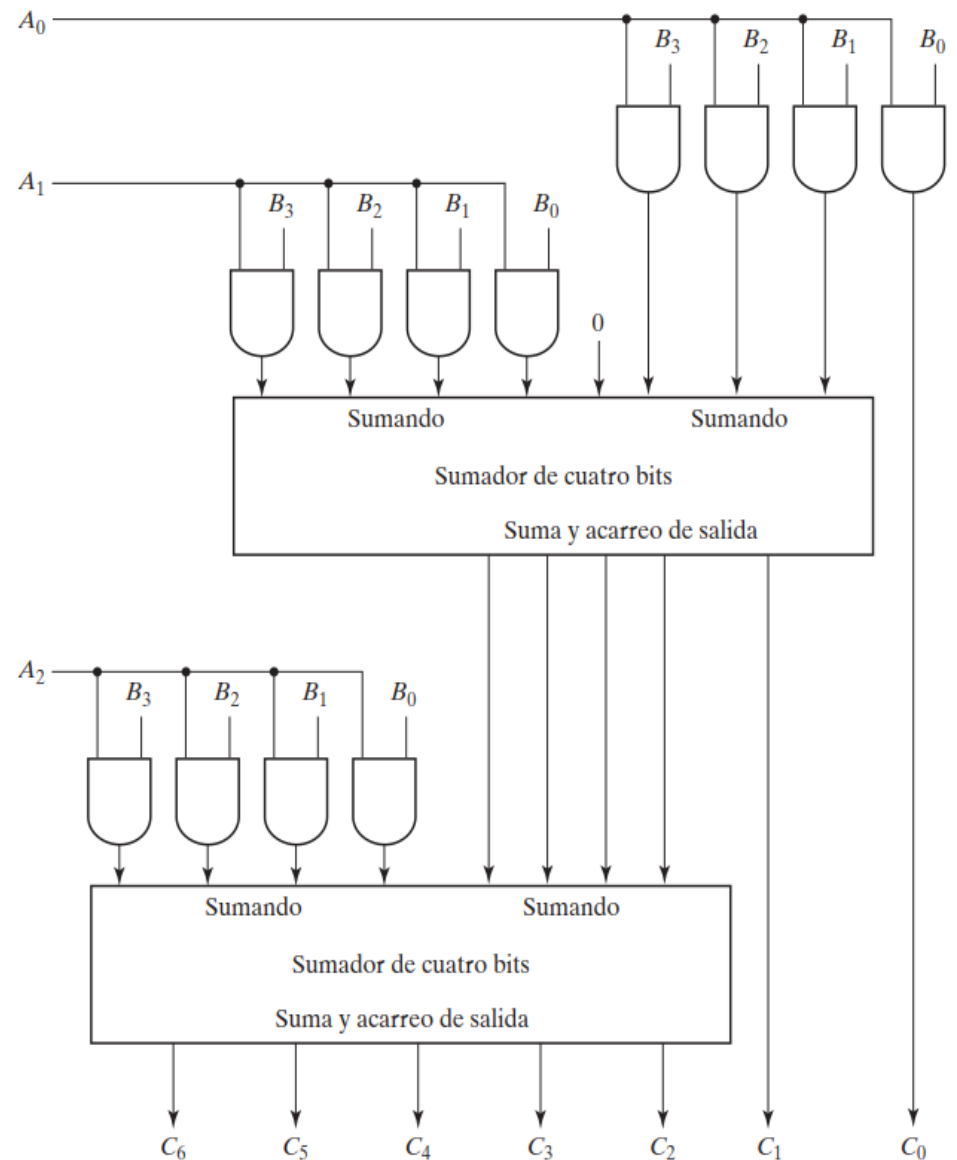 A₀
B₃ B₂ B₁ B₀
A₁
B₃ B₂ B₁ B₀
0
Sumando Sumando
Sumador de cuatro bits
Suma y acarreo de salida
A₂
B₃ B₂ B₁ B₀
Sumando Sumando
Sumador de cuatro bits
Suma y acarreo de salida
C₆ C₅ C₄ C₃ C₂ C₁ C₀